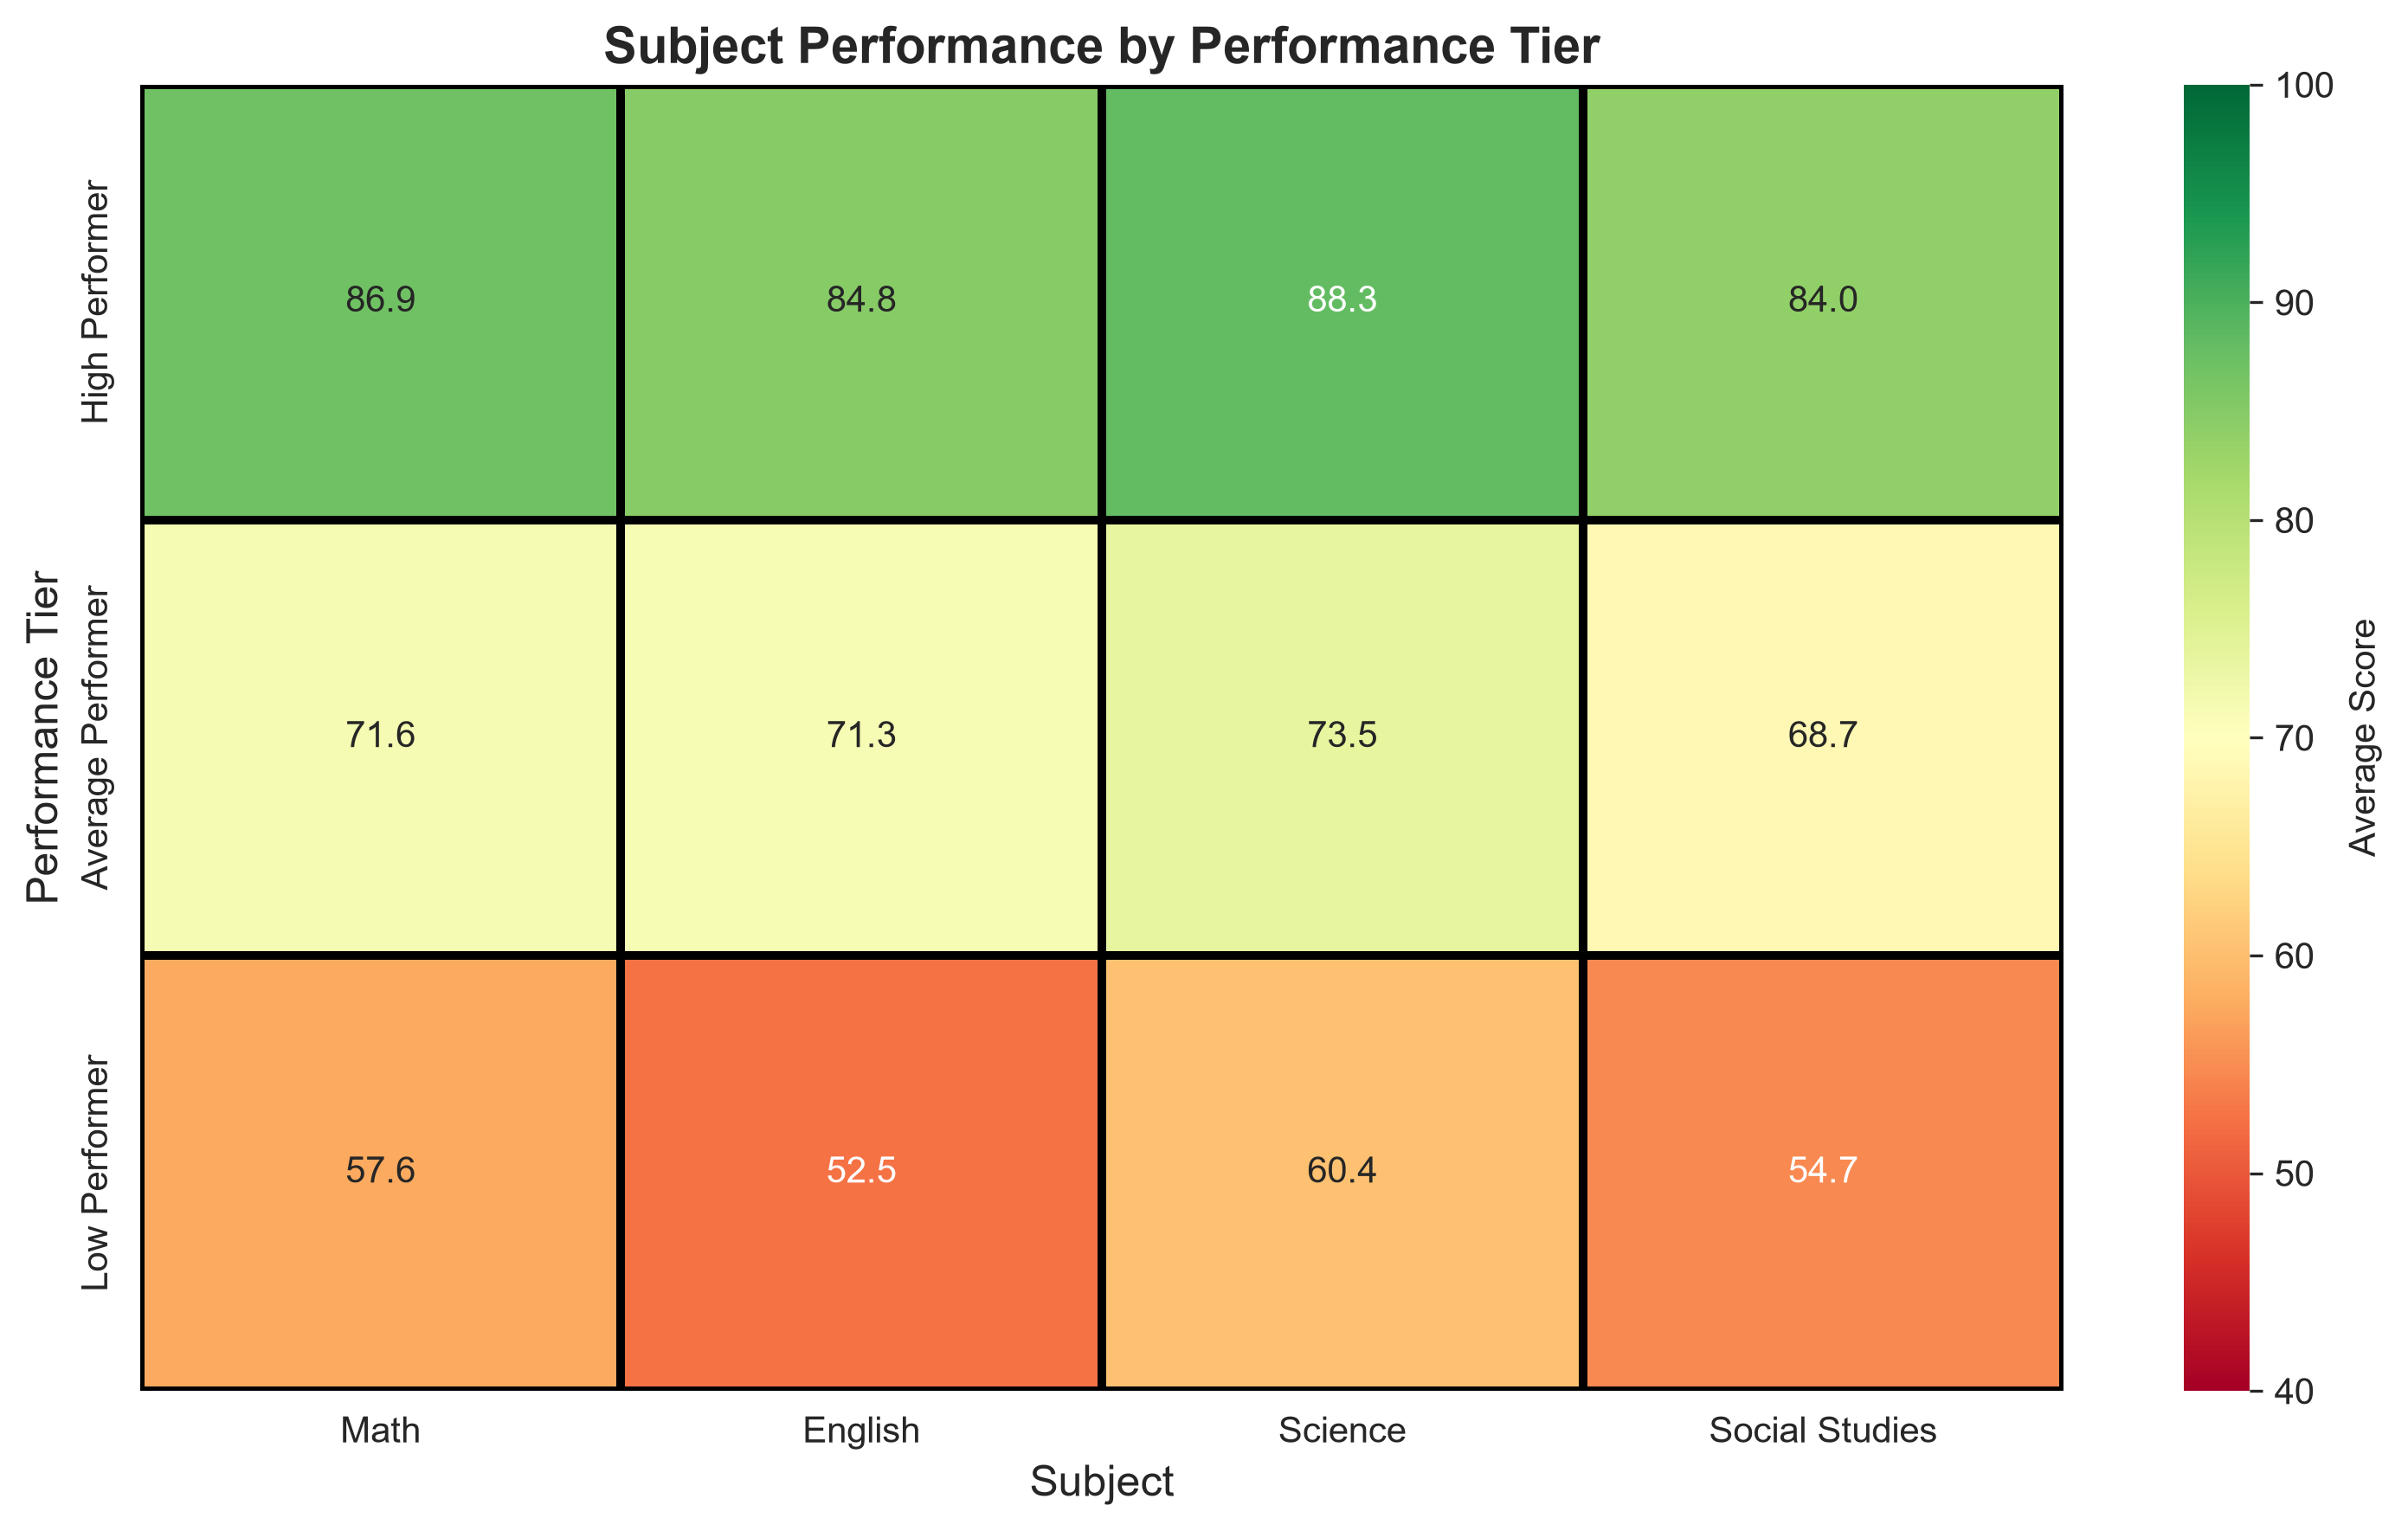 Subject Performance by Performance Tier
Performance Tier
High Performer
86.9 84.8 88.3 84.0
Average Performer
71.6 71.3 73.5 68.7
Low Performer
57.6 52.5 60.4 54.7
Math English Science Social Studies
Subject
100
90
80
70
60
50
40
Average Score